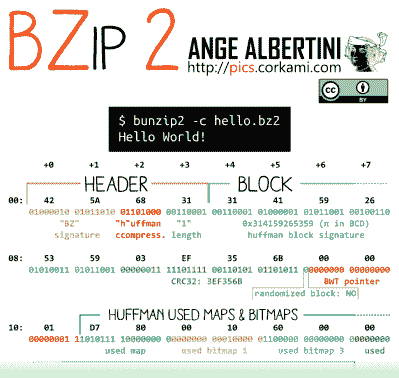 BZIP 2 ANGE ALBERTINI
http://pics.corkami.com
CC BY
$ bunzip2 -c hello.bz2
Hello World!
+0 +1 +2 +3 +4 +5 +6 +7
HEADER BLOCK
00: 42 5A 68 31 31 41 59 26
01000010 01011010 01101000 00110001 00110001 01000001 01011001 00100110
"BZ" "h"uffman "1" 0x314159265359 (π in BCD)
signature ccompress. length huffman block signature
08: 53 59 03 EF 35 6B 00 00
01010011 01011001 00000011 11101111 00110101 01101011 00000000 00000000
CRC32: 3EF356B BWT pointer
randomized block: NO
HUFFMAN USED MAPS & BITMAPS
10: 01 D7 80 00 00 60 00 00
00000001 11010111 10000000 00000000 10000000 01100000 00000000 00000000
used map used bitmap 1 used bitmap 3 used